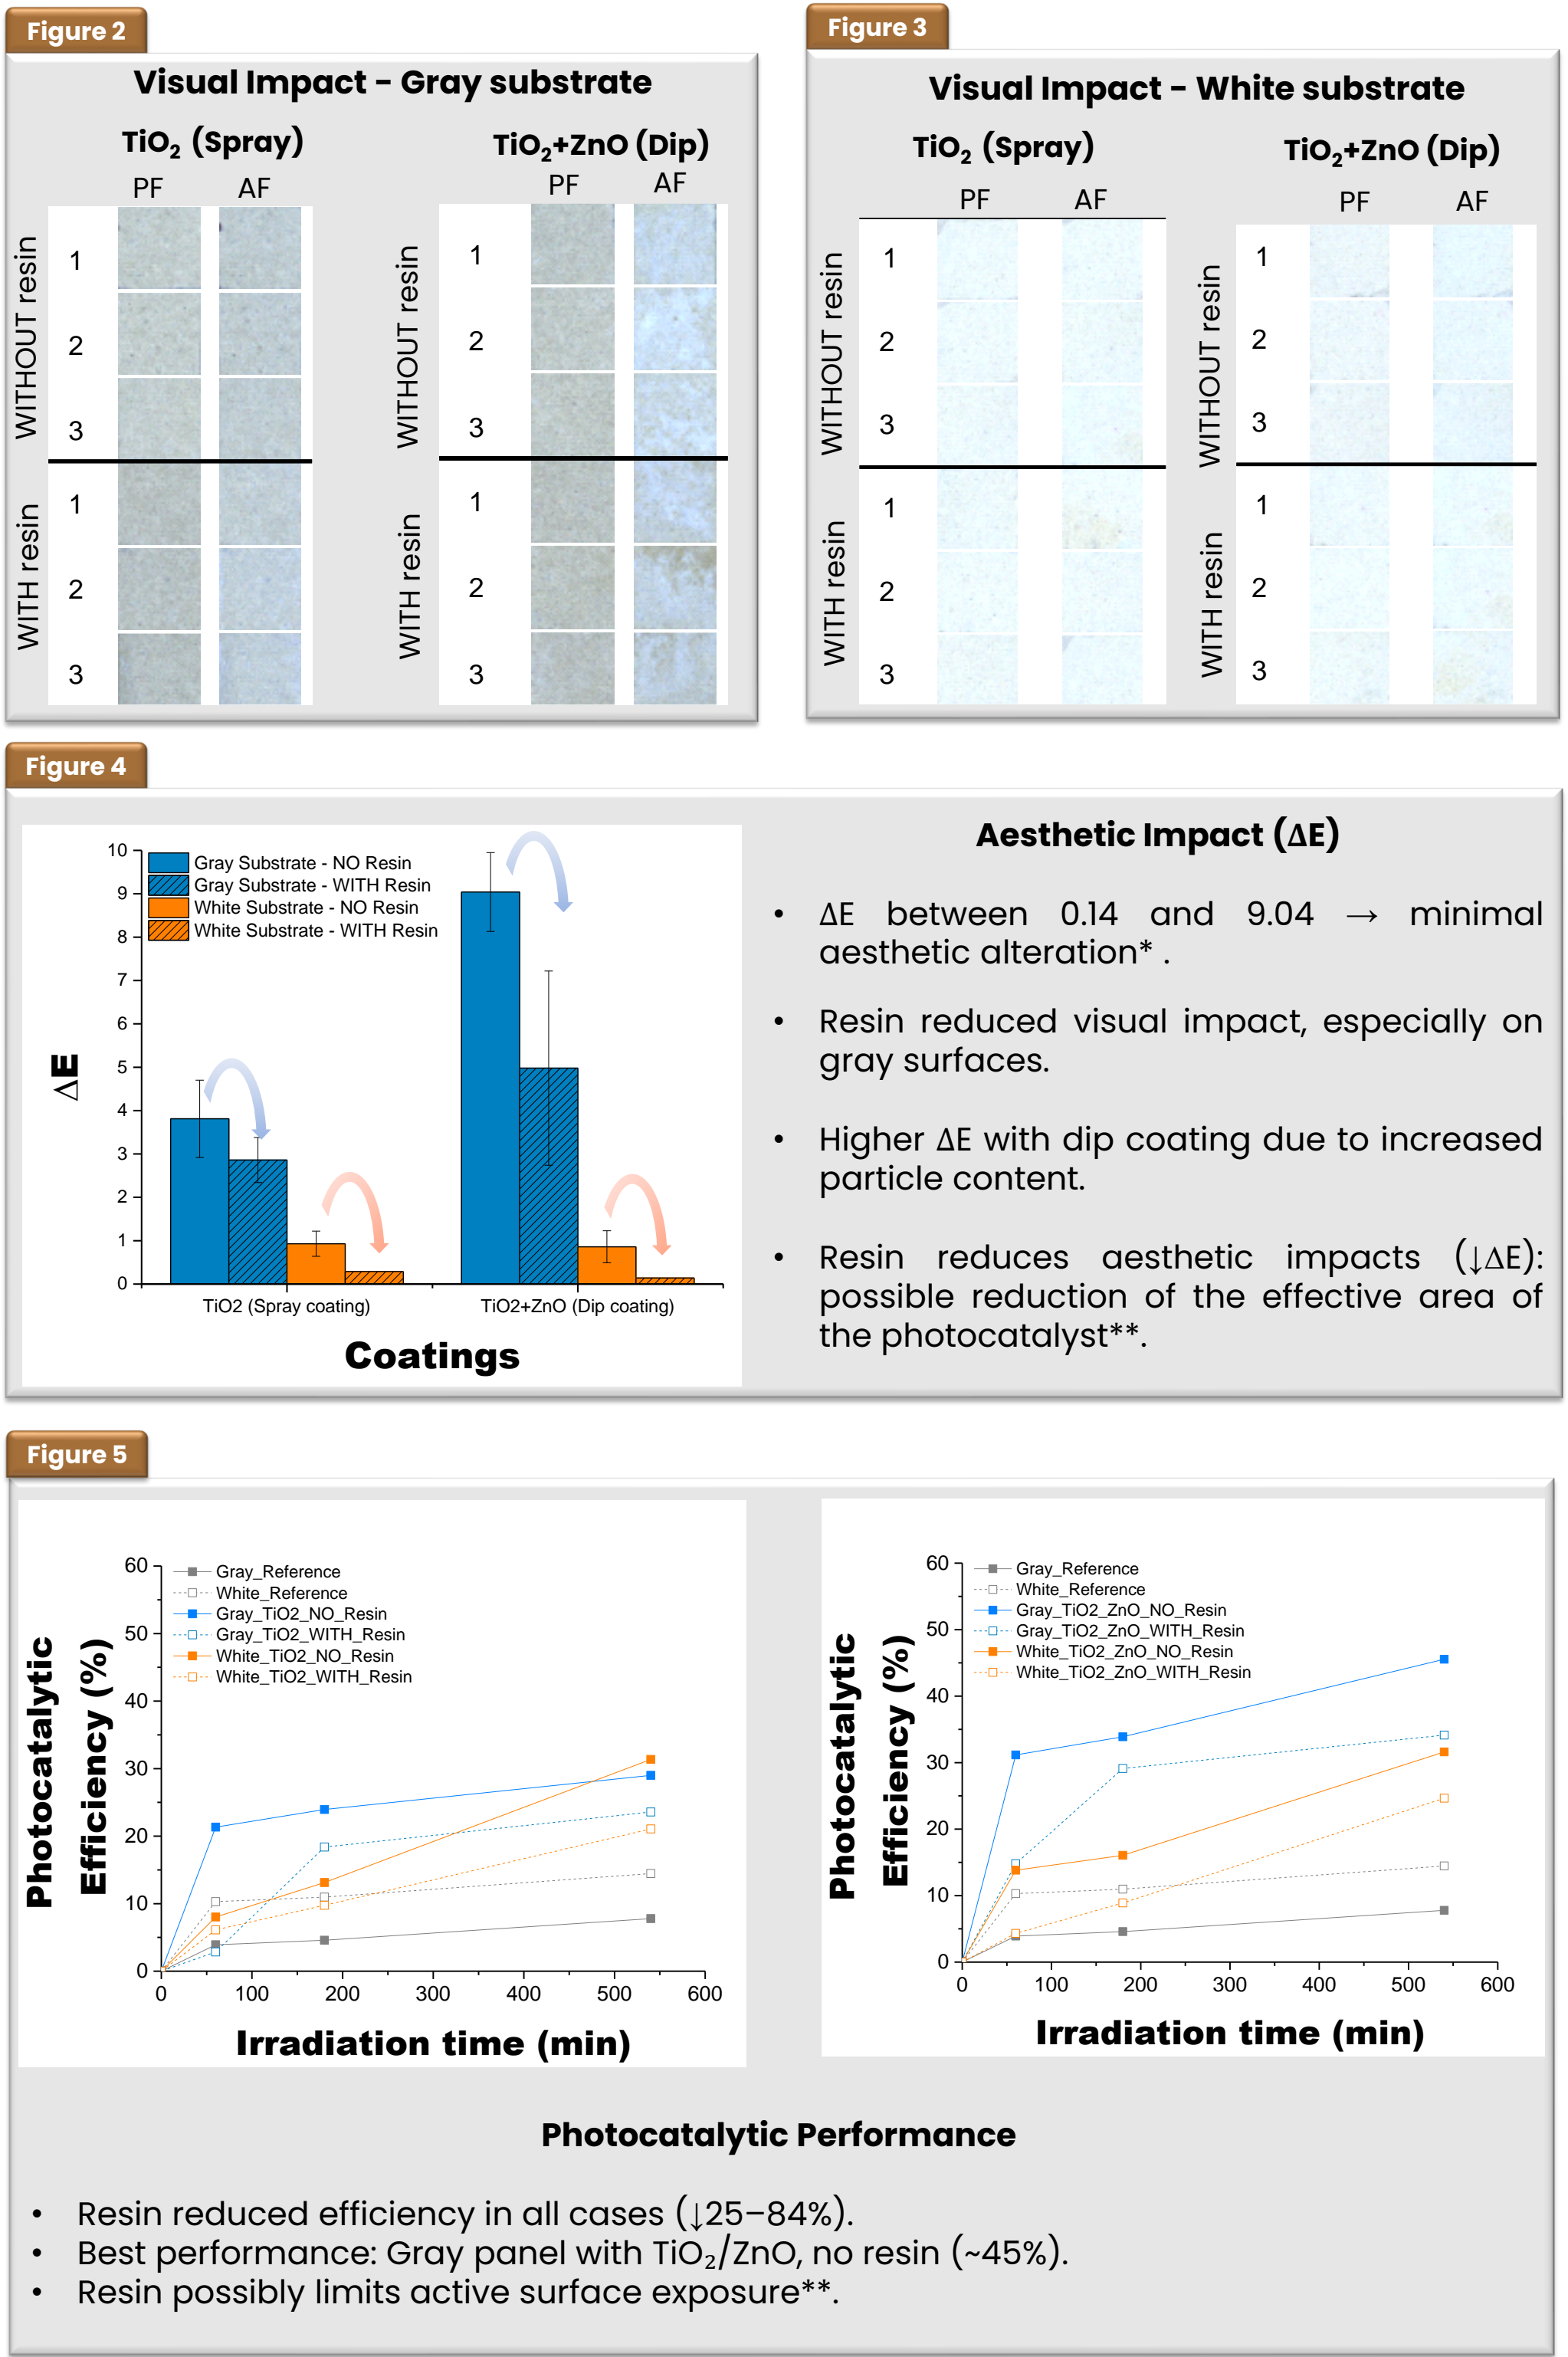 Figure 2
Visual Impact – Gray substrate
TiO₂ (Spray)
PF AF
WITHOUT resin
1
2
3
WITH resin
1
2
3
TiO₂+ZnO (Dip)
PF AF
WITHOUT resin
1
2
3
WITH resin
1
2
3
Figure 3
Visual Impact – White substrate
TiO₂ (Spray)
PF AF
WITHOUT resin
1
2
3
WITH resin
1
2
3
TiO₂+ZnO (Dip)
PF AF
WITHOUT resin
1
2
3
WITH resin
1
2
3
Figure 4
10
9
8
7
6
5
4
3
2
1
0
ΔE
Gray Substrate - NO Resin
Gray Substrate - WITH Resin
White Substrate - NO Resin
White Substrate - WITH Resin
TiO2 (Spray coating) TiO2+ZnO (Dip coating)
Coatings
Aesthetic Impact (ΔE)
• ΔE between 0.14 and 9.04 → minimal
aesthetic alteration* .
• Resin reduced visual impact, especially on
gray surfaces.
• Higher ΔE with dip coating due to increased
particle content.
• Resin reduces aesthetic impacts (↓ΔE):
possible reduction of the effective area of
the photocatalyst**.
Figure 5
Photocatalytic
Efficiency (%)
60
50
40
30
20
10
0
Gray_Reference
White_Reference
Gray_TiO2_NO_Resin
Gray_TiO2_WITH_Resin
White_TiO2_NO_Resin
White_TiO2_WITH_Resin
0 100 200 300 400 500 600
Irradiation time (min)
Photocatalytic
Efficiency (%)
60
50
40
30
20
10
0
Gray_Reference
White_Reference
Gray_TiO2_ZnO_NO_Resin
Gray_TiO2_ZnO_WITH_Resin
White_TiO2_ZnO_NO_Resin
White_TiO2_ZnO_WITH_Resin
0 100 200 300 400 500 600
Irradiation time (min)
Photocatalytic Performance
• Resin reduced efficiency in all cases (↓25–84%).
• Best performance: Gray panel with TiO₂/ZnO, no resin (~45%).
• Resin possibly limits active surface exposure**.